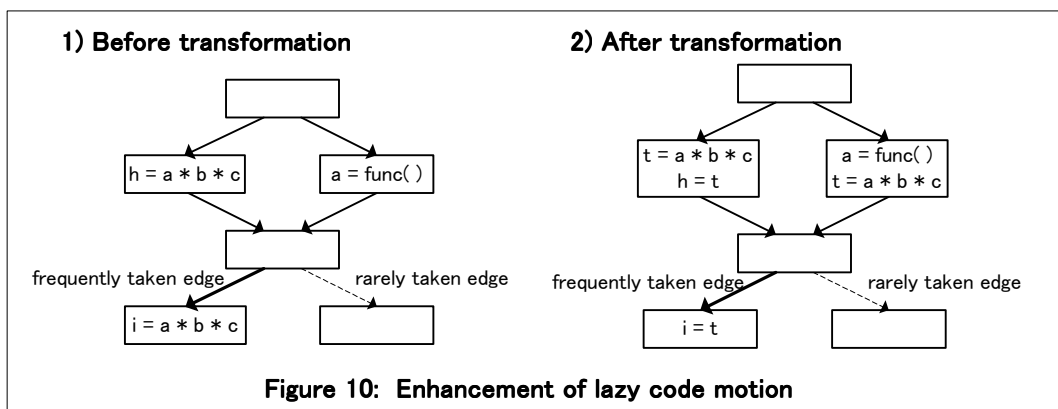 1) Before transformation
h = a * b * c
a = func( )
frequently taken edge
rarely taken edge
i = a * b * c
2) After transformation
t = a * b * c
h = t
a = func( )
t = a * b * c
frequently taken edge
rarely taken edge
i = t
Figure 10: Enhancement of lazy code motion